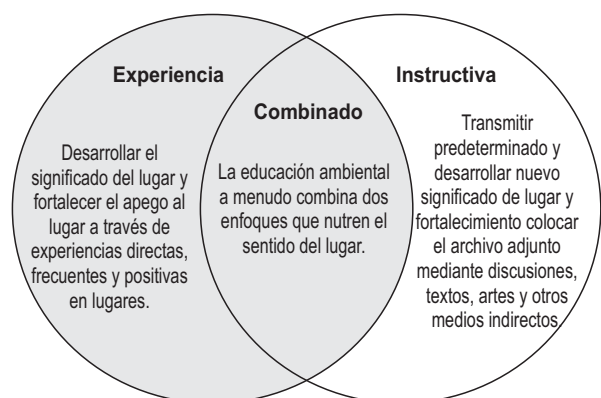 Experiencia
Desarrollar el
significado del lugar y
fortalecer el apego al
lugar a través de
experiencias directas,
frecuentes y positivas
en lugares.
Combinado
La educación ambiental
a menudo combina dos
enfoques que nutren el
sentido del lugar.
Instructiva
Transmitir
predeterminado y
desarrollar nuevo
significado de lugar y
fortalecimiento colocar
el archivo adjunto
mediante discusiones,
textos, artes y otros
medios indirectos